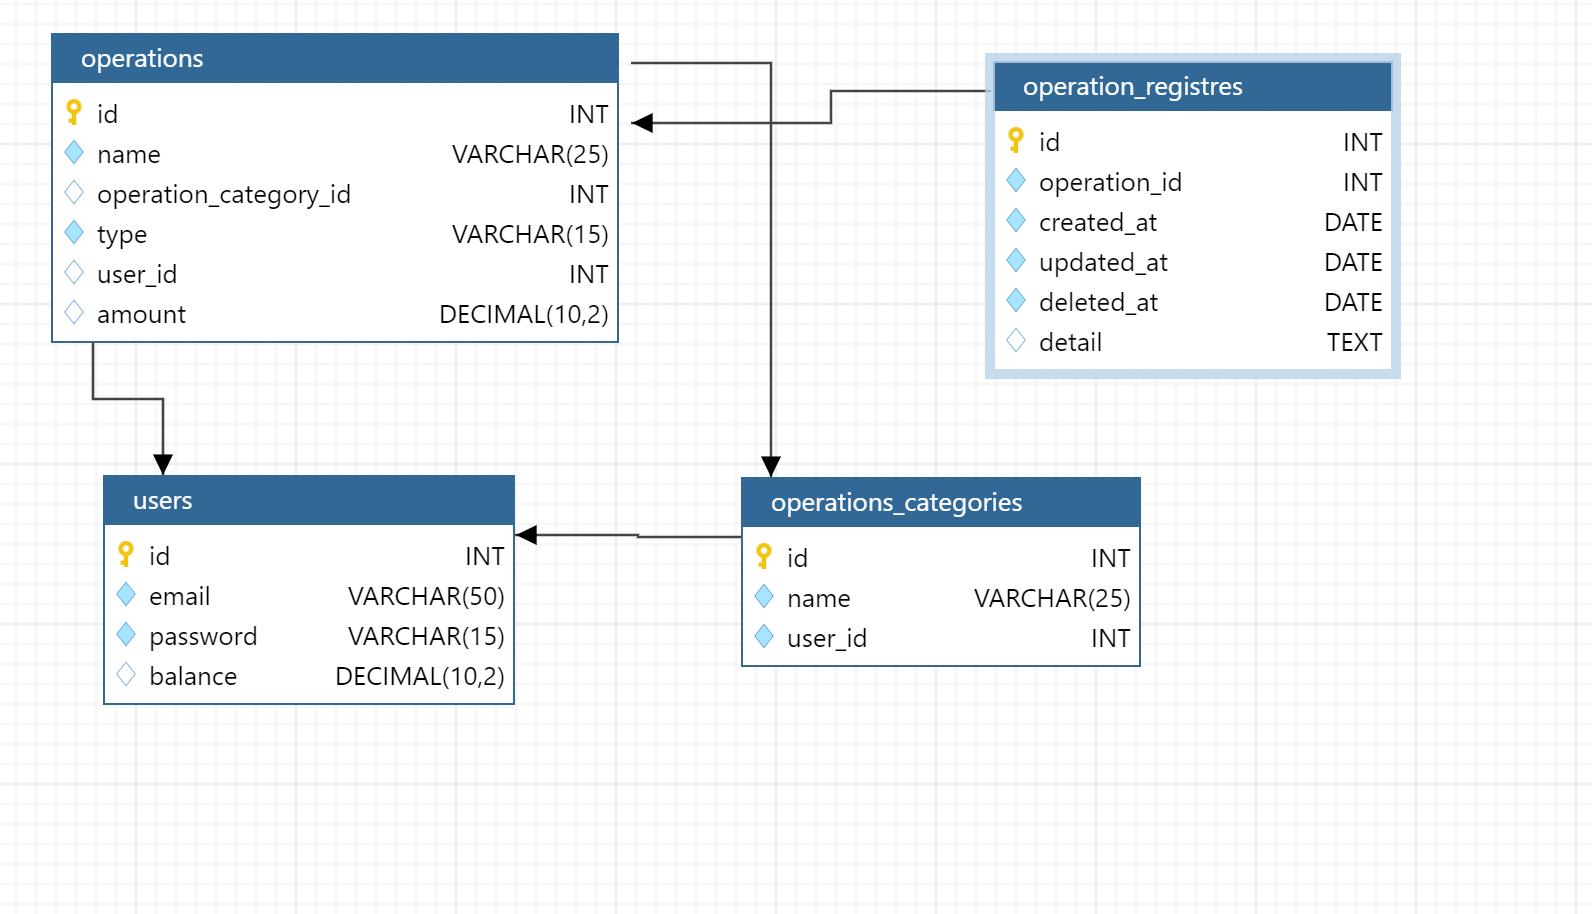 operations
id INT
name VARCHAR(25)
operation_category_id INT
type VARCHAR(15)
user_id INT
amount DECIMAL(10,2)
operation_registres
id INT
operation_id INT
created_at DATE
updated_at DATE
deleted_at DATE
detail TEXT
users
id INT
email VARCHAR(50)
password VARCHAR(15)
balance DECIMAL(10,2)
operations_categories
id INT
name VARCHAR(25)
user_id INT